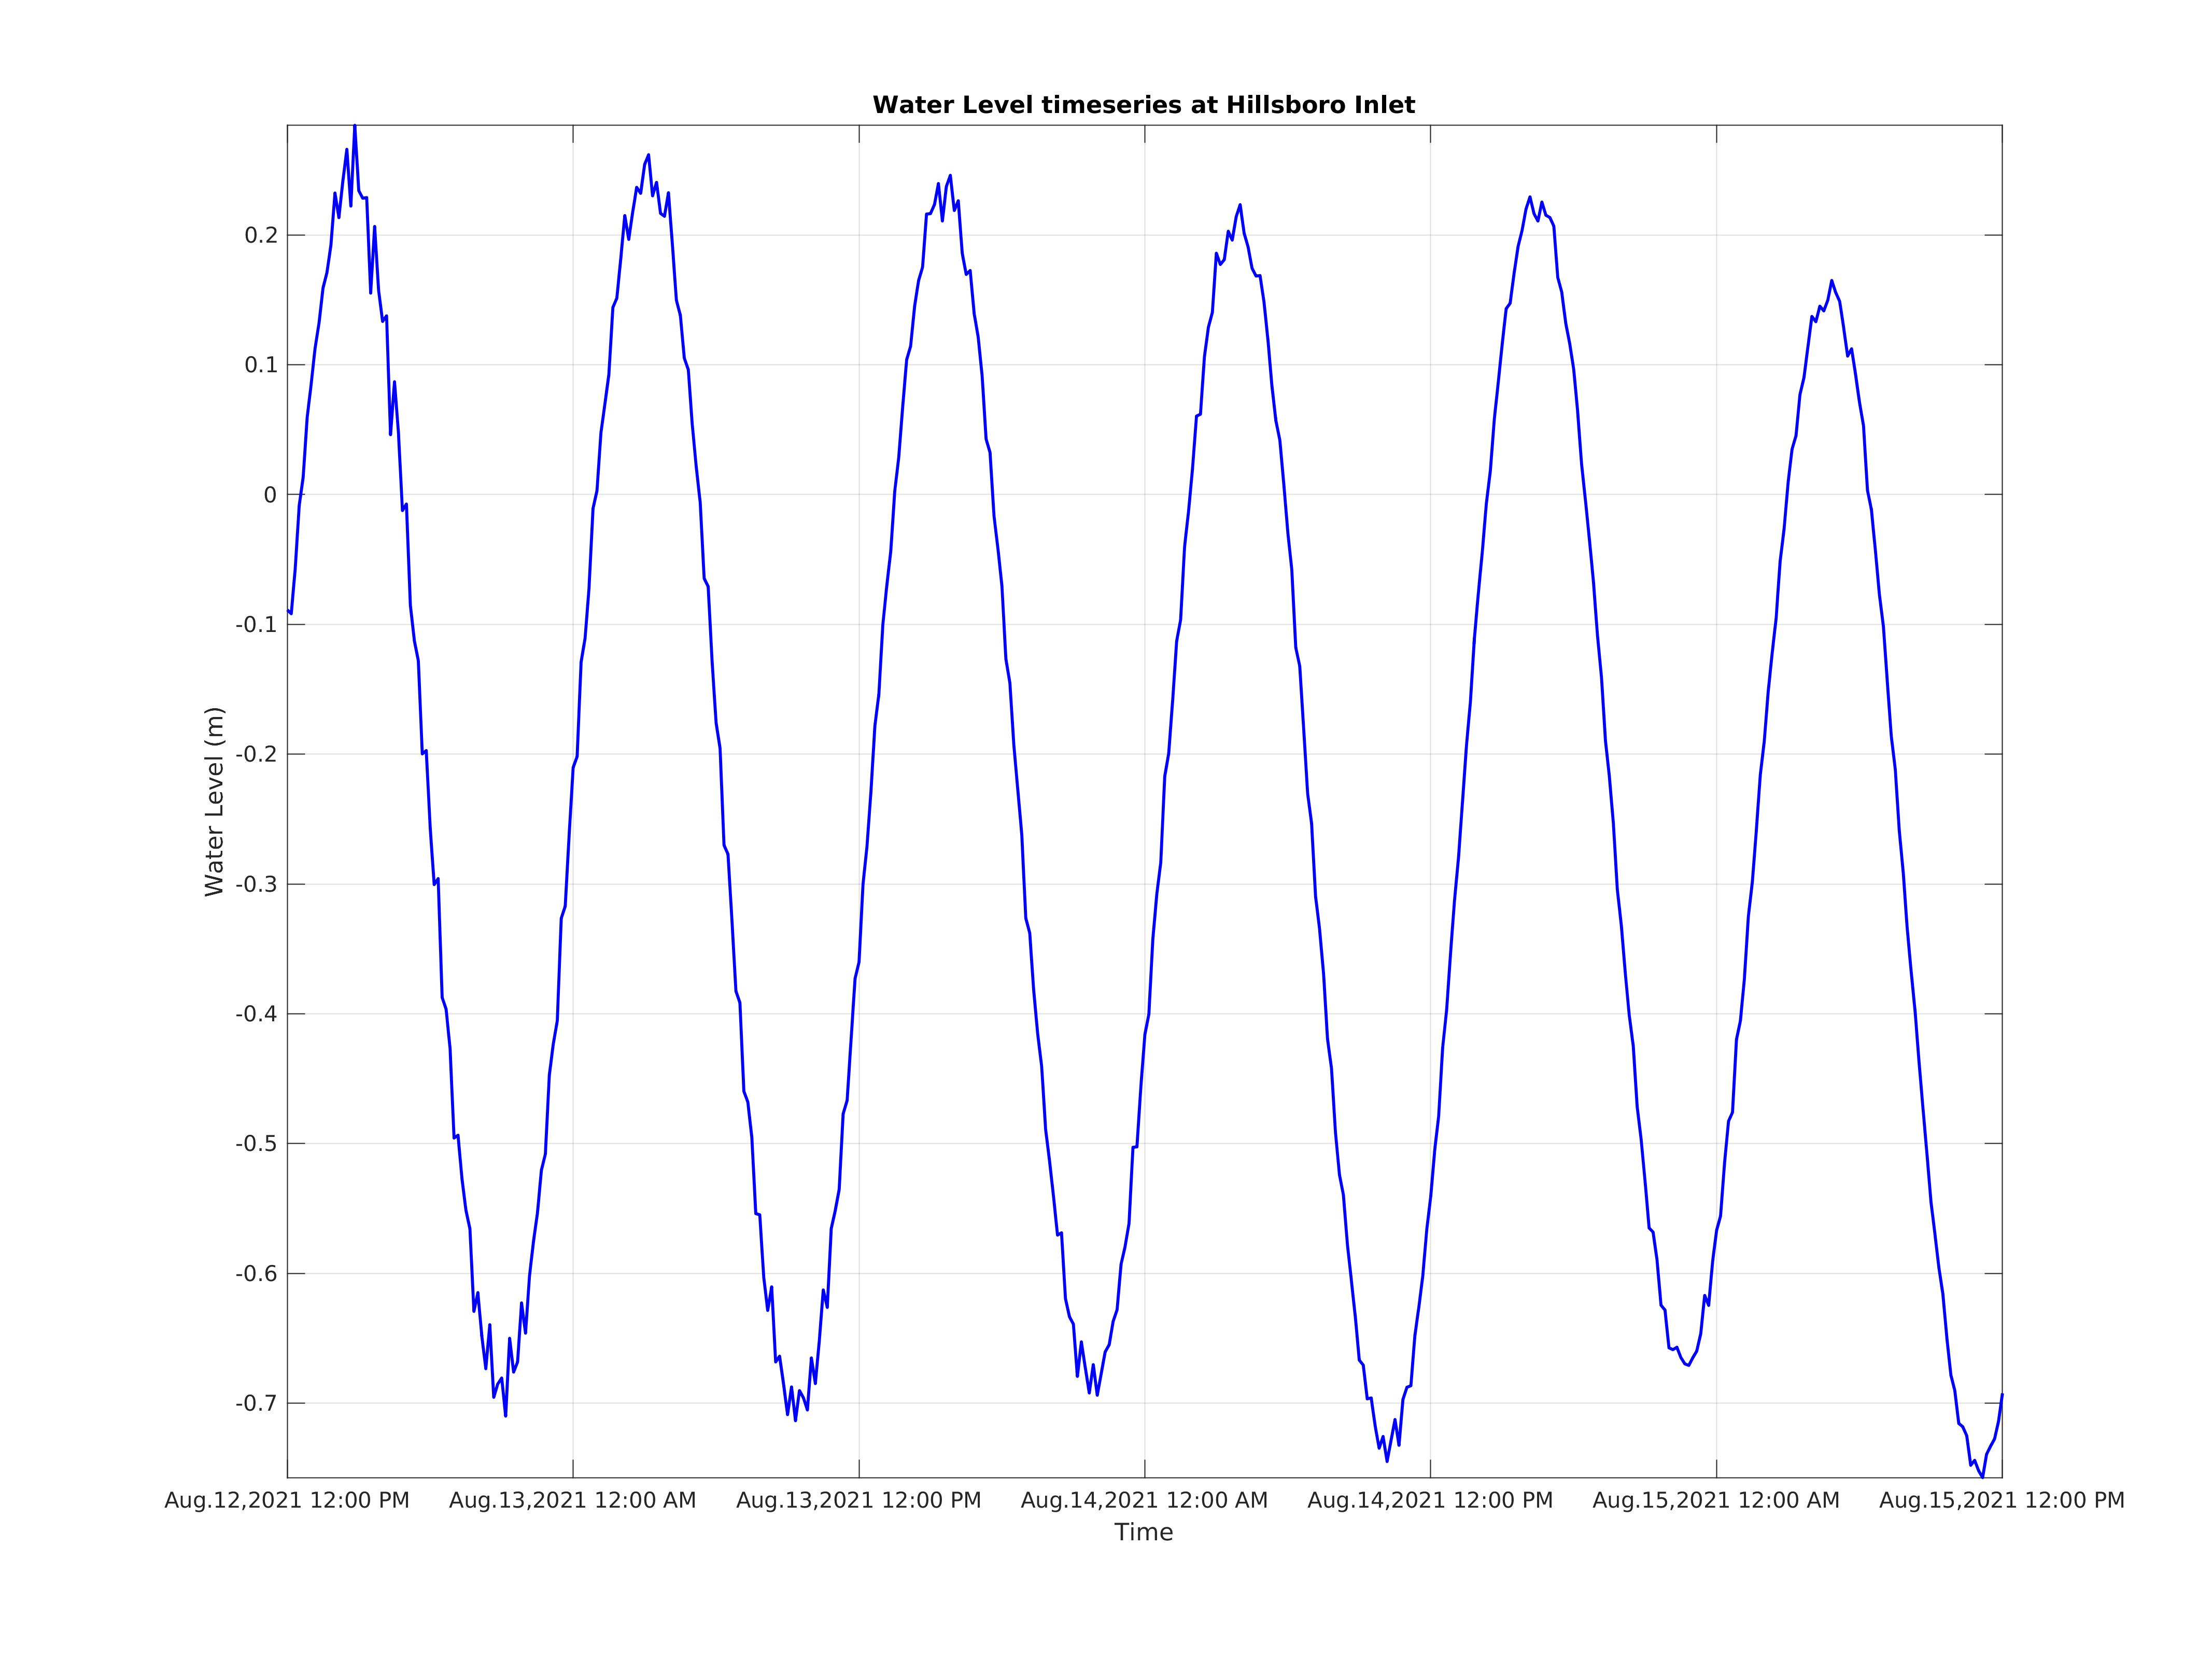 Water Level timeseries at Hillsboro Inlet
0.2
0.1
0
-0.1
-0.2
-0.3
-0.4
-0.5
-0.6
-0.7
Water Level (m)
Aug.12,2021 12:00 PM
Aug.13,2021 12:00 AM
Aug.13,2021 12:00 PM
Aug.14,2021 12:00 AM
Aug.14,2021 12:00 PM
Aug.15,2021 12:00 AM
Aug.15,2021 12:00 PM
Time